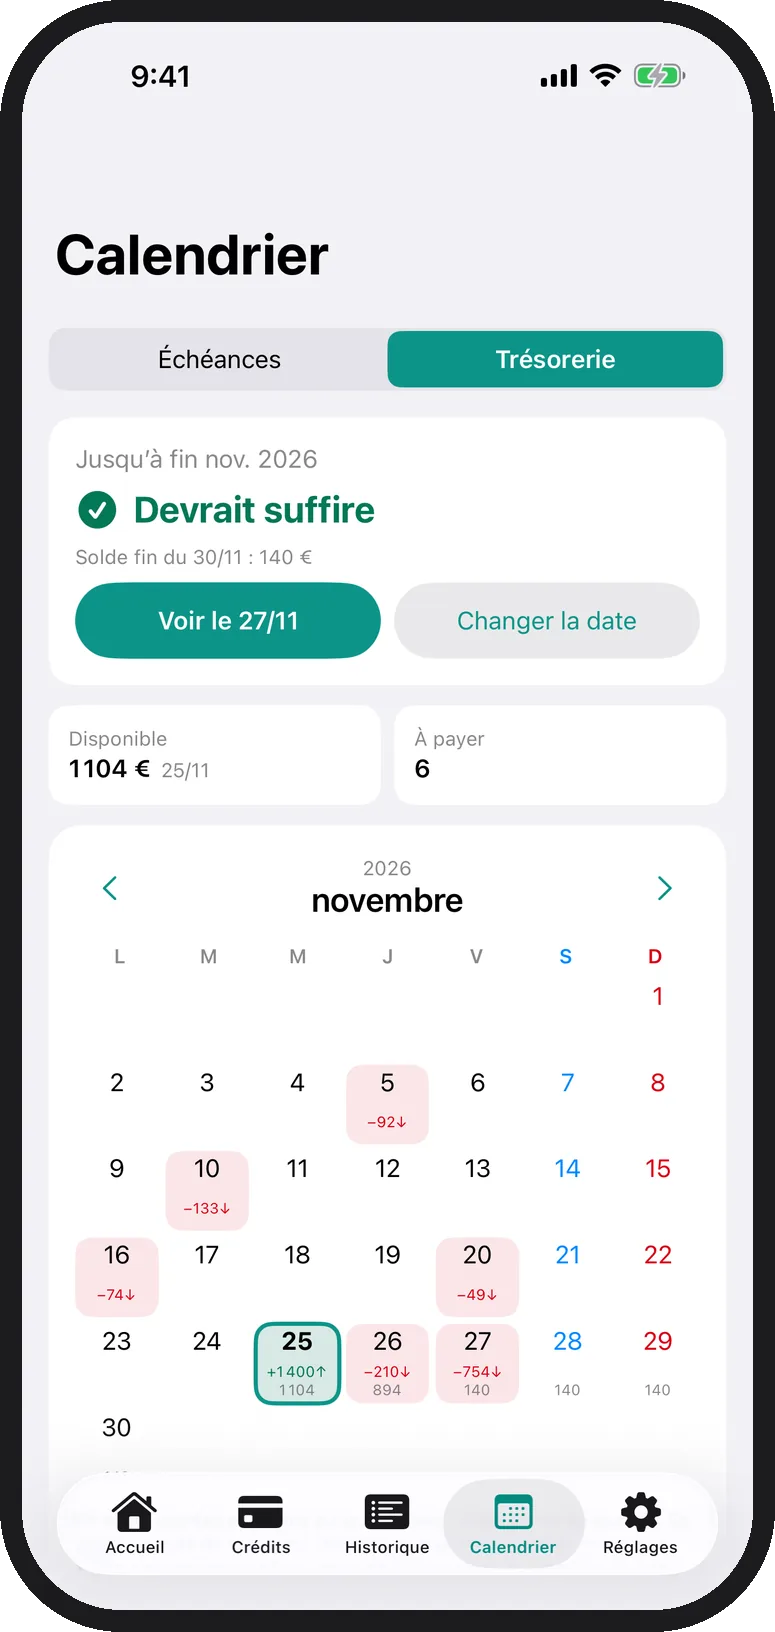 9:41
Calendrier
Échéances Trésorerie
Jusqu’à fin nov. 2026
Devrait suffire
Solde fin du 30/11 : 140 €
Voir le 27/11 Changer la date
Disponible À payer
1104 € 25/11 6
2026
novembre
L M M J V S D
1
2 3 4 5 6 7 8
−92↓
9 10 11 12 13 14 15
−133↓
16 17 18 19 20 21 22
−74↓ −49↓
23 24 25 26 27 28 29
+1 400↑ −210↓ −754↓
1104 894 140 140 140
30
Accueil Crédits Historique Calendrier Réglages